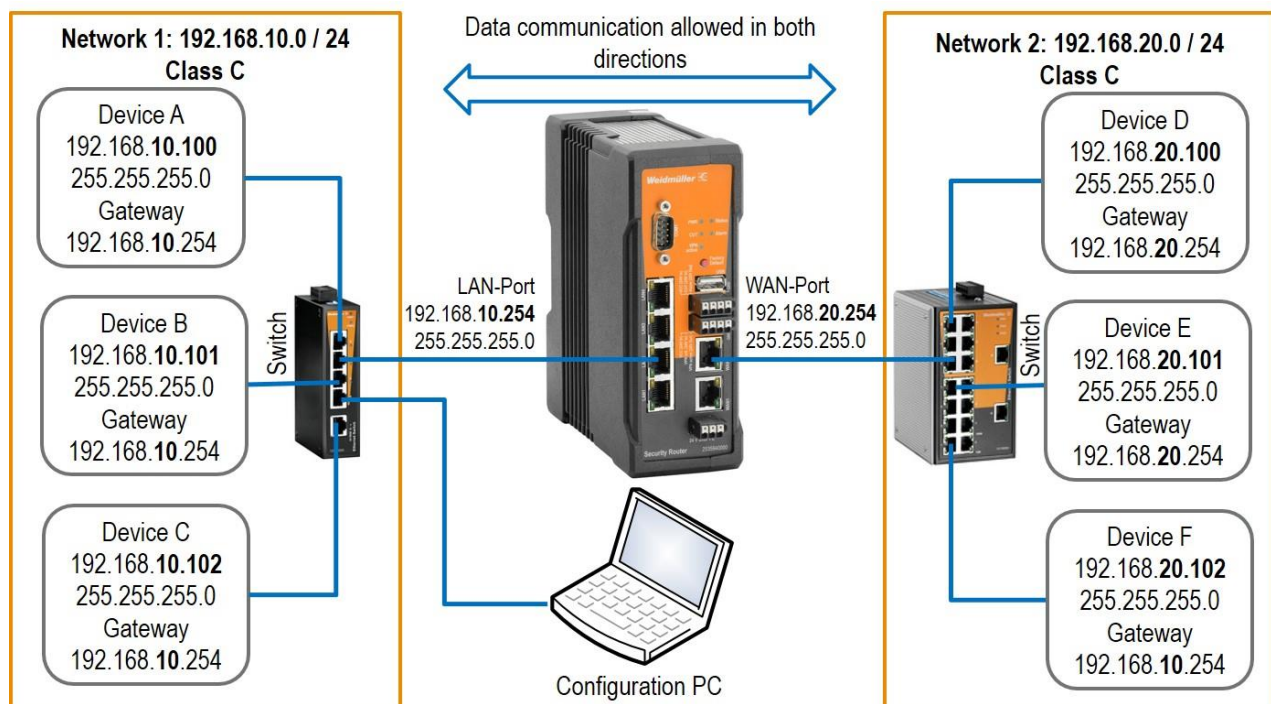 Network 1: 192.168.10.0 / 24
Class C
Device A
192.168.10.100
255.255.255.0
Gateway
192.168.10.254
Device B
192.168.10.101
255.255.255.0
Gateway
192.168.10.254
Device C
192.168.10.102
255.255.255.0
Gateway
192.168.10.254
Switch
Data communication allowed in both
directions
LAN-Port
192.168.10.254
255.255.255.0
Weidmüller
Security Router
WAN-Port
192.168.20.254
255.255.255.0
Configuration PC
Network 2: 192.168.20.0 / 24
Class C
Switch
Device D
192.168.20.100
255.255.255.0
Gateway
192.168.20.254
Device E
192.168.20.101
255.255.255.0
Gateway
192.168.20.254
Device F
192.168.20.102
255.255.255.0
Gateway
192.168.10.254